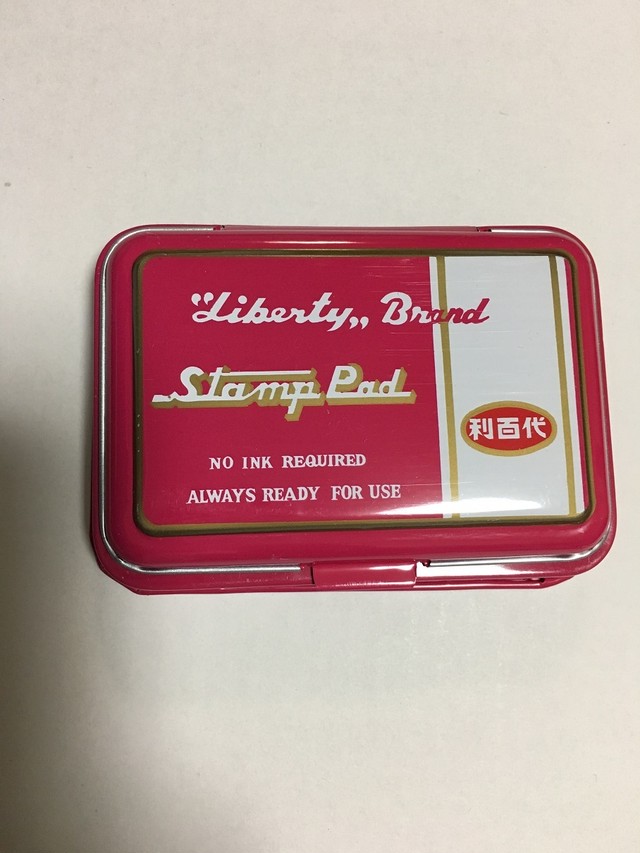 “Liberty„ Brand
Stamp Pad
利百代
NO INK REQUIRED
ALWAYS READY FOR USE